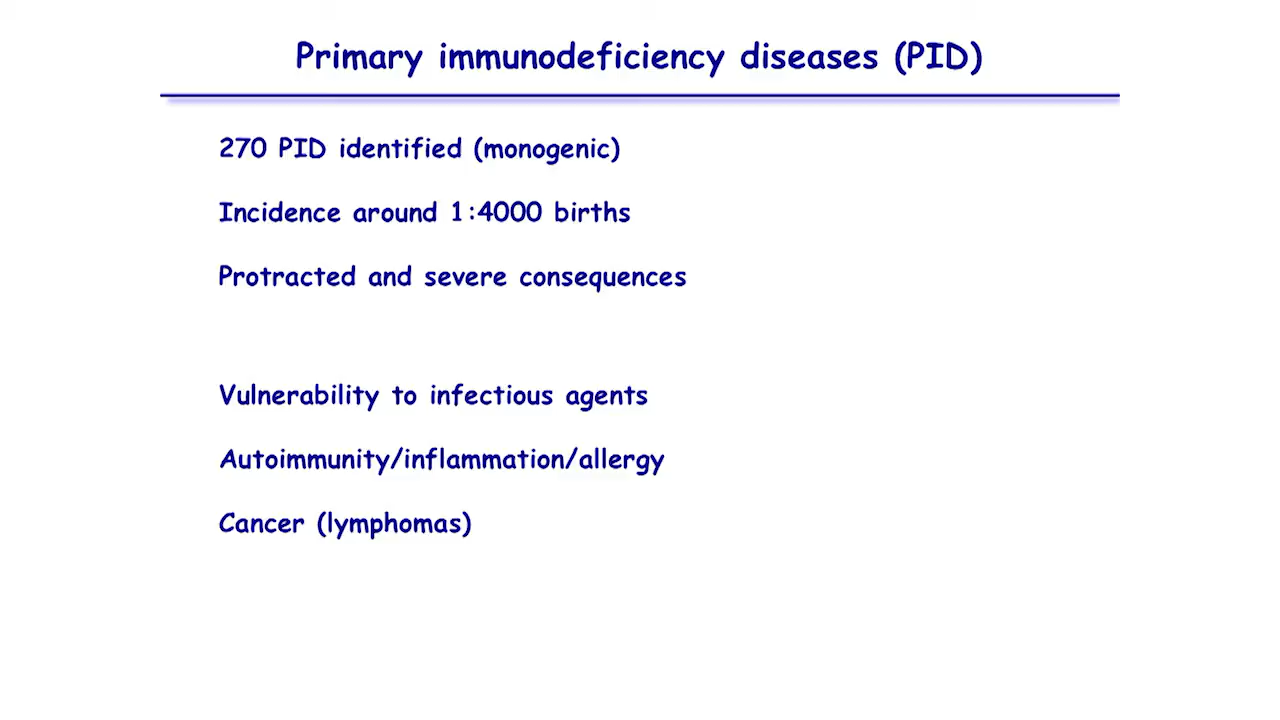 Primary immunodeficiency diseases (PID)
270 PID identified (monogenic)
Incidence around 1:4000 births
Protracted and severe consequences
Vulnerability to infectious agents
Autoimmunity/inflammation/allergy
Cancer (lymphomas)